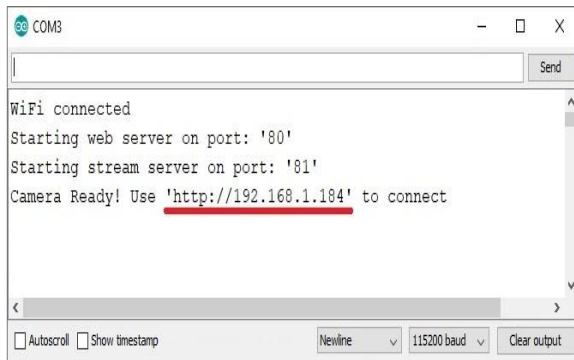 COM3
Send
WiFi connected
Starting web server on port: '80'
Starting stream server on port: '81'
Camera Ready! Use 'http://192.168.1.184' to connect
Autoscroll Show timestamp Newline 115200 baud Clear output